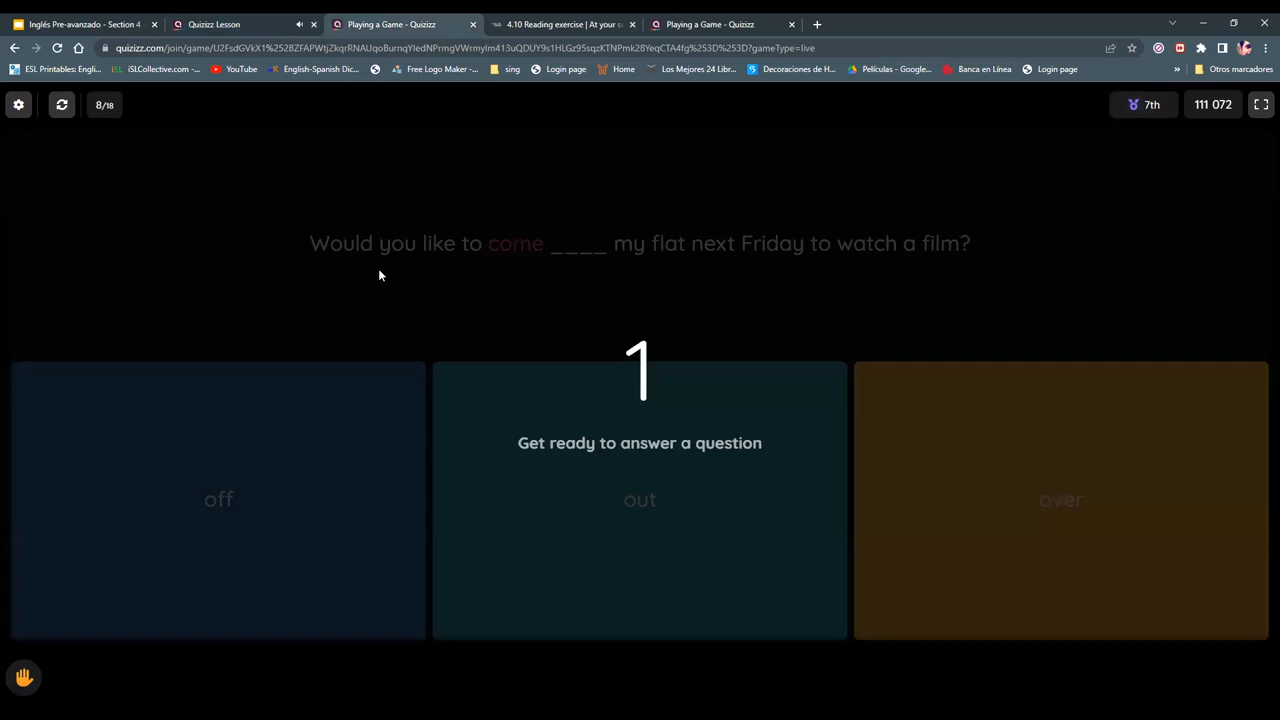 Inglés Pre-avanzado - Section 4
Quizizz Lesson
Playing a Game - Quizizz
4.10 Reading exercise | At your s
Playing a Game - Quizizz
quizizz.com/join/game/U2FsdGVkX1%252BZFAPWtjZkqrRNAUqoBurnqYledNPrmgVWrmylm413uQDUY9s1HLGz95sqzKTNPmk28YeqCTA4fg%253D%253D?gameType=live
ESL Printables: Engli...
iSLCollective.com -...
YouTube
English-Spanish Dic...
Free Logo Maker -...
sing
Login page
Home
Los Mejores 24 Libr...
Decoraciones de H...
Películas - Google...
Banca en Línea
Login page
»
Otros marcadores
8/18
7th
111 072
Would you like to come ____ my flat next Friday to watch a film?
1
Get ready to answer a question
off
out
over